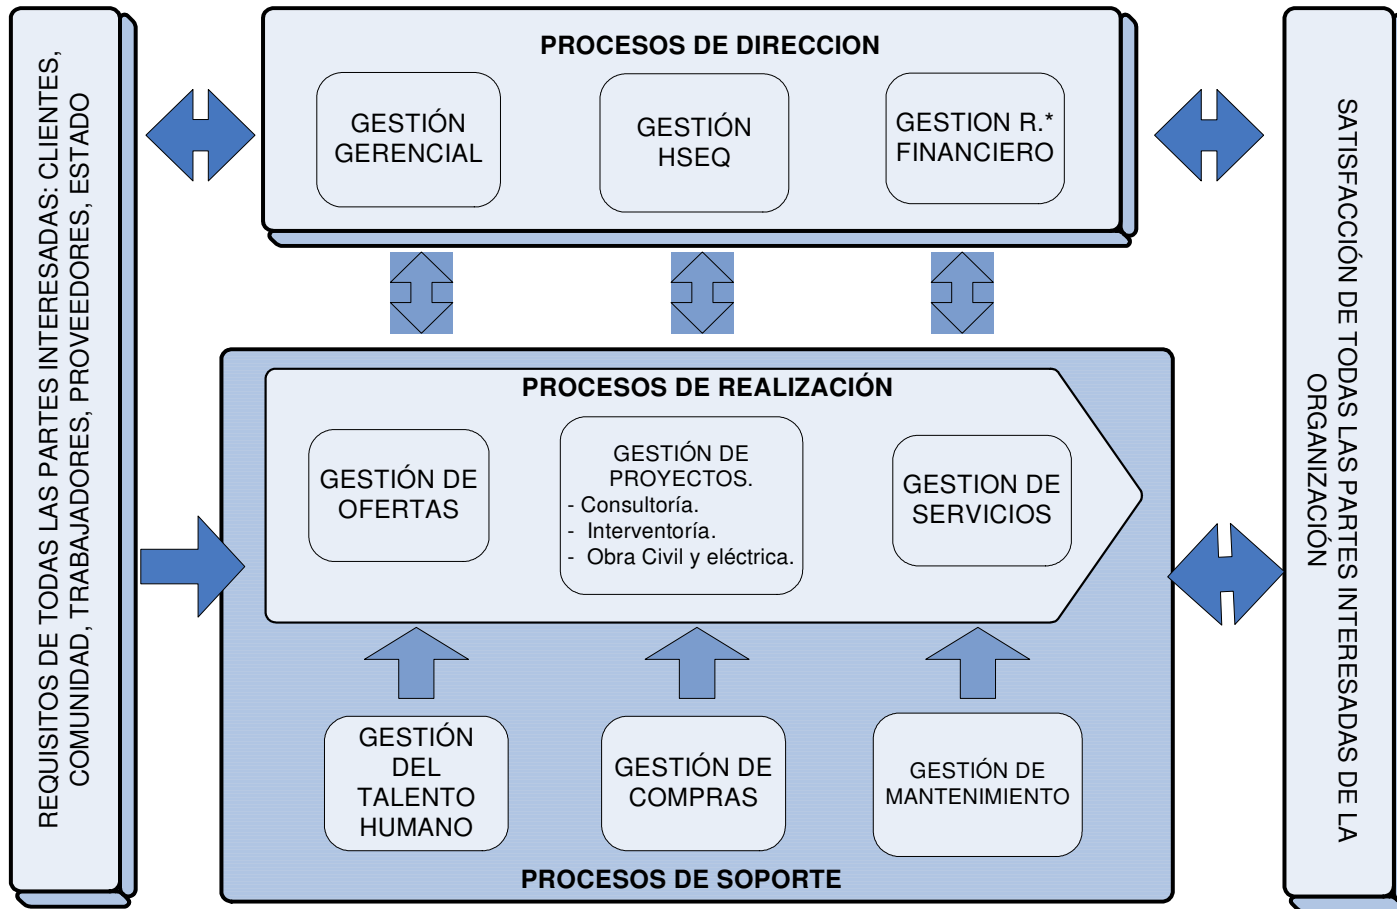 REQUISITOS DE TODAS LAS PARTES INTERESADAS: CLIENTES,
COMUNIDAD, TRABAJADORES, PROVEEDORES, ESTADO
PROCESOS DE DIRECCION
GESTIÓN
GERENCIAL
GESTIÓN
HSEQ
GESTION R.*
FINANCIERO
PROCESOS DE REALIZACIÓN
GESTIÓN DE
OFERTAS
GESTIÓN DE
PROYECTOS.
- Consultoría.
- Interventoría.
- Obra Civil y eléctrica.
GESTION DE
SERVICIOS
GESTIÓN
DEL
TALENTO
HUMANO
GESTIÓN DE
COMPRAS
GESTIÓN DE
MANTENIMIENTO
PROCESOS DE SOPORTE
SATISFACCIÓN DE TODAS LAS PARTES INTERESADAS DE LA
ORGANIZACIÓN